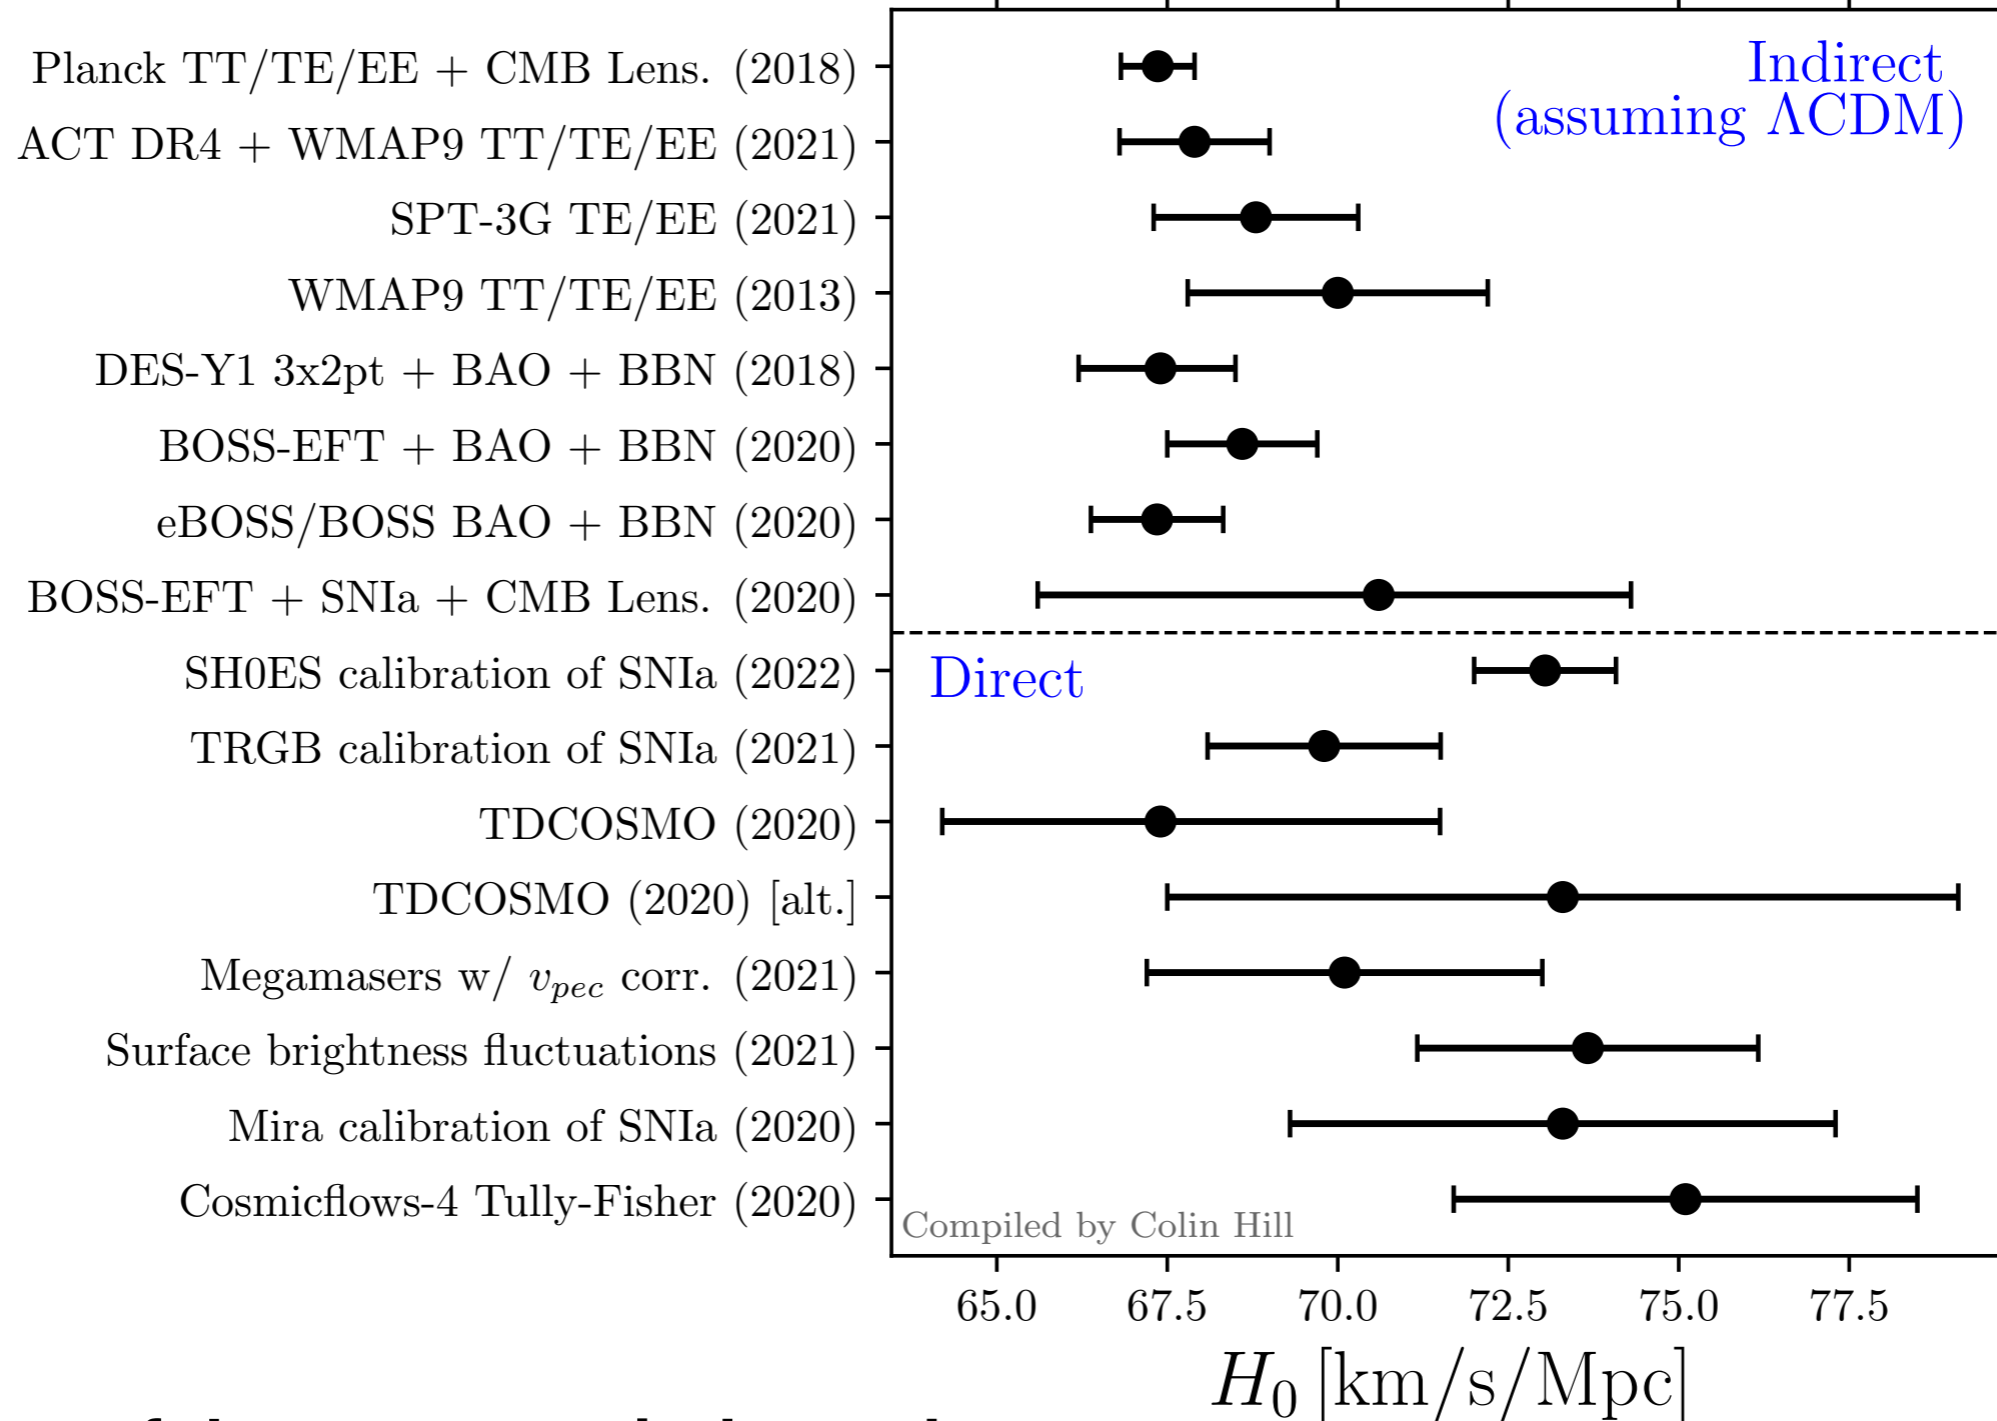 Planck TT/TE/EE + CMB Lens. (2018)
Indirect
(assuming ΛCDM)
ACT DR4 + WMAP9 TT/TE/EE (2021)
SPT-3G TE/EE (2021)
WMAP9 TT/TE/EE (2013)
DES-Y1 3x2pt + BAO + BBN (2018)
BOSS-EFT + BAO + BBN (2020)
eBOSS/BOSS BAO + BBN (2020)
BOSS-EFT + SNIa + CMB Lens. (2020)
SH0ES calibration of SNIa (2022)
Direct
TRGB calibration of SNIa (2021)
TDCOSMO (2020)
TDCOSMO (2020) [alt.]
Megamasers w/ v_pec corr. (2021)
Surface brightness fluctuations (2021)
Mira calibration of SNIa (2020)
Cosmicflows-4 Tully-Fisher (2020)
Compiled by Colin Hill
65.0 67.5 70.0 72.5 75.0 77.5
H₀ [km/s/Mpc]